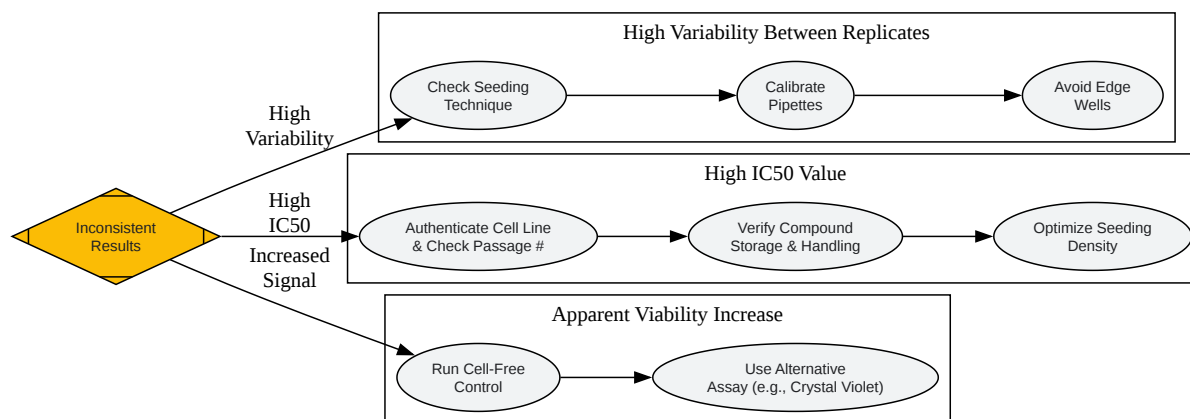 High Variability Between Replicates
Check Seeding
Technique
Calibrate
Pipettes
Avoid Edge
Wells
High
Variability
High IC50 Value
Inconsistent
Results
High
IC50
Authenticate Cell Line
& Check Passage #
Verify Compound
Storage & Handling
Optimize Seeding
Density
Increased
Signal
Apparent Viability Increase
Run Cell-Free
Control
Use Alternative
Assay (e.g., Crystal Violet)